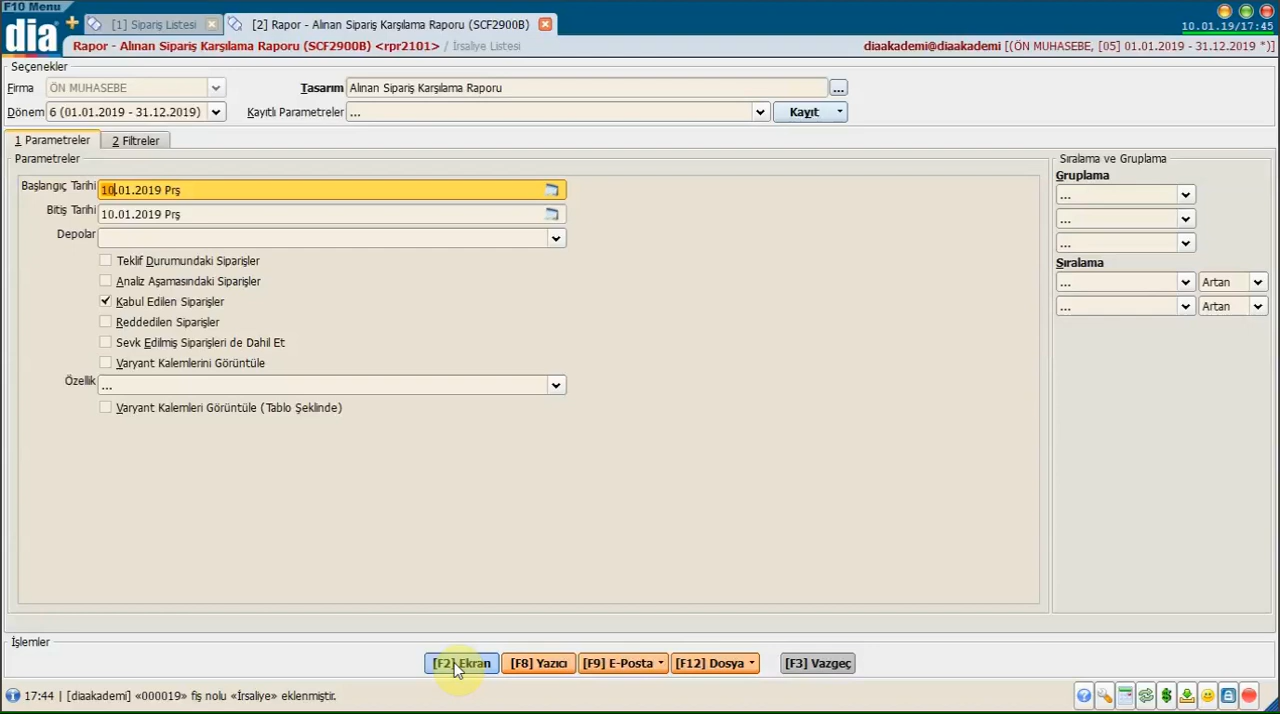 F10 Menu
dia
[1] Sipariş Listesi
[2] Rapor - Alınan Sipariş Karşılama Raporu (SCF2900B)
10.01.19/17:45
Rapor - Alınan Sipariş Karşılama Raporu (SCF2900B) <rpr2101> / İrsaliye Listesi
diaakademi@diaakademi [(ÖN MUHASEBE, [05] 01.01.2019 - 31.12.2019 *)]
Seçenekler
Firma ÖN MUHASEBE
Tasarım Alınan Sipariş Karşılama Raporu ...
Dönem 6 (01.01.2019 - 31.12.2019)
Kayıtlı Parametreler ...
Kayıt
1 Parametreler
2 Filtreler
Parametreler
Başlangıç Tarihi 10.01.2019 Prş
Bitiş Tarihi 10.01.2019 Prş
Depolar
Teklif Durumundaki Siparişler
Analiz Aşamasındaki Siparişler
Kabul Edilen Siparişler
Reddedilen Siparişler
Sevk Edilmiş Siparişleri de Dahil Et
Varyant Kalemlerini Görüntüle
Özellik ...
Varyant Kalemleri Görüntüle (Tablo Şeklinde)
Sıralama ve Gruplama
Gruplama
...
...
...
Sıralama
... Artan
... Artan
İşlemler
[F2] Ekran
[F8] Yazıcı
[F9] E-Posta
[F12] Dosya
[F3] Vazgeç
17:44 | [diaakademi] «000019» fiş nolu «İrsaliye» eklenmiştir.